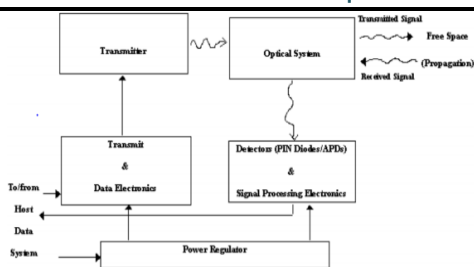 Transmitted Signal
Transmitter
Optical System
Free Space
(Propagation)
Received Signal
Transmit
&
Data Electronics
Detectors (PIN Diodes/APDs)
&
Signal Processing Electronics
To/from
Host
Data
System
Power Regulator